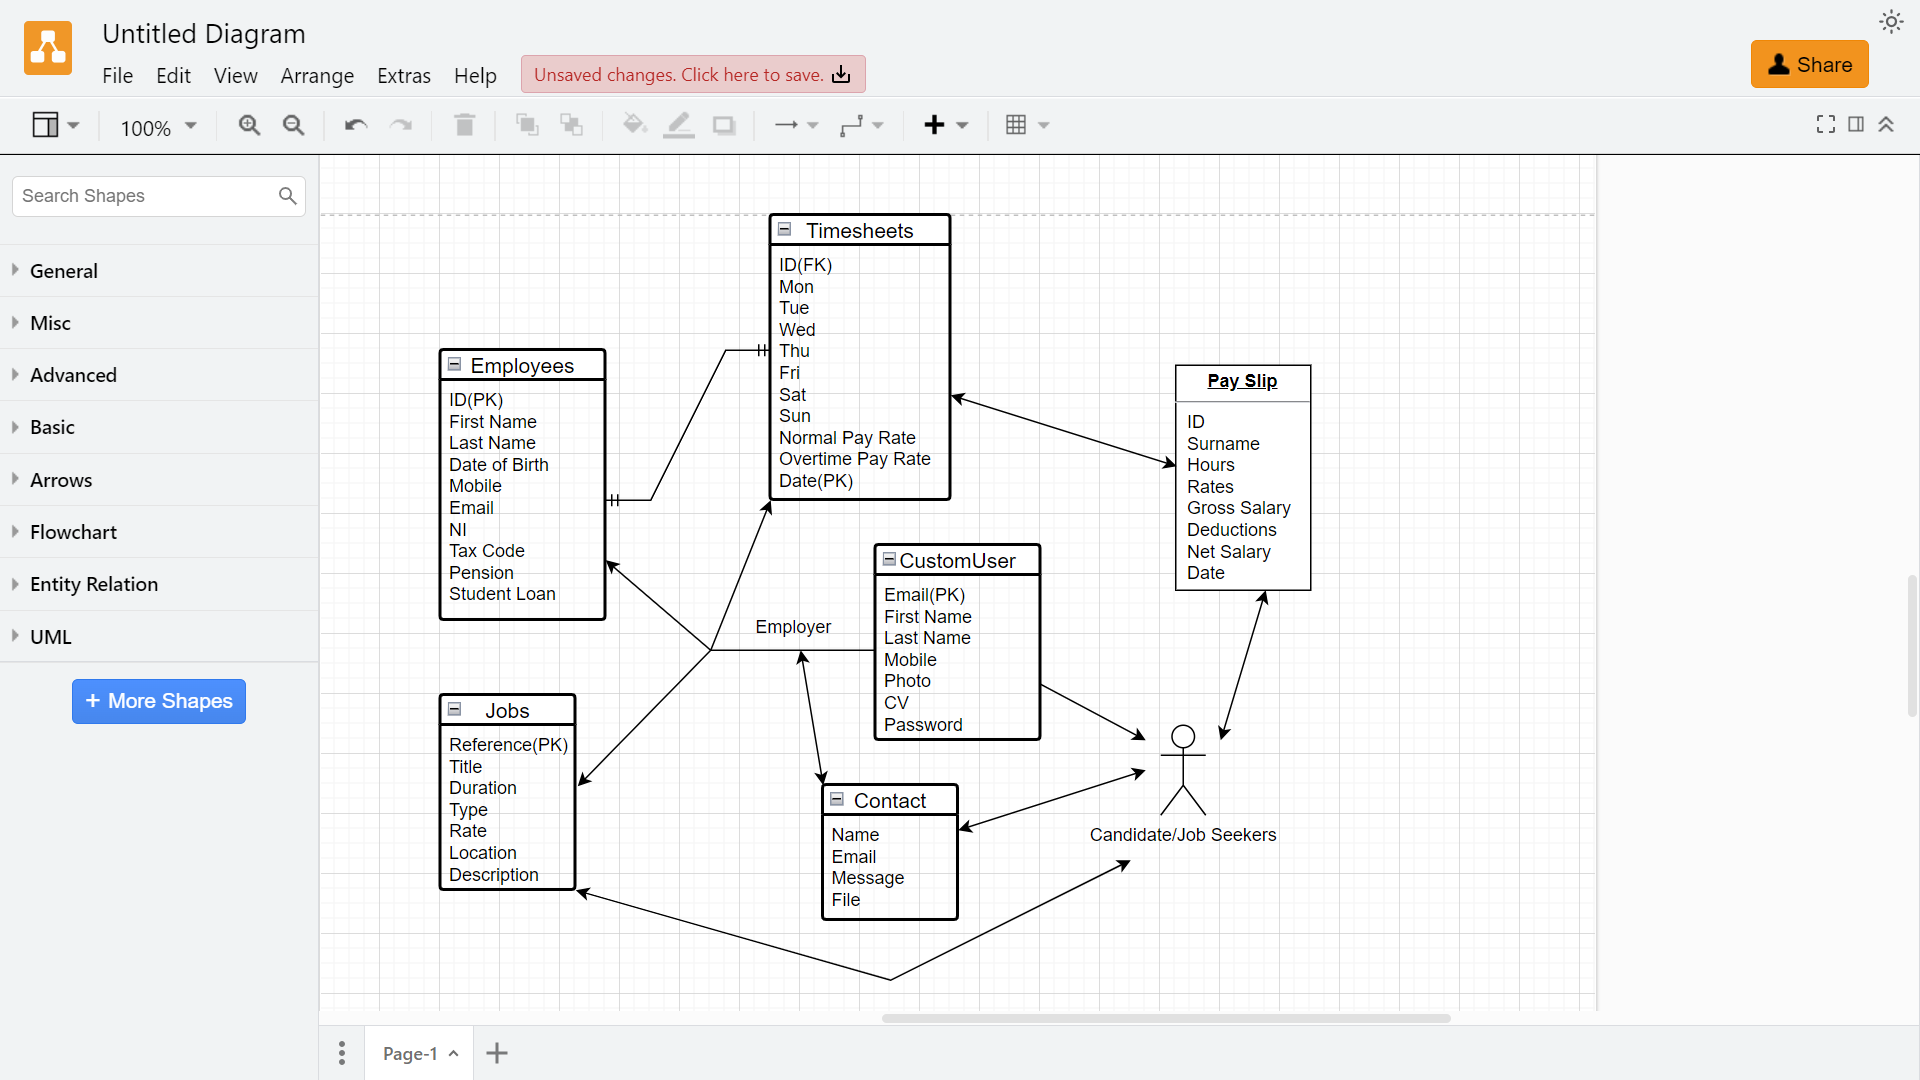 Untitled Diagram
File Edit View Arrange Extras Help
Unsaved changes. Click here to save.
Share
100%
Search Shapes
General
Misc
Advanced
Basic
Arrows
Flowchart
Entity Relation
UML
+ More Shapes
Timesheets
ID(FK)
Mon
Tue
Wed
Thu
Fri
Sat
Sun
Normal Pay Rate
Overtime Pay Rate
Date(PK)
Employees
ID(PK)
First Name
Last Name
Date of Birth
Mobile
Email
NI
Tax Code
Pension
Student Loan
Pay Slip
ID
Surname
Hours
Rates
Gross Salary
Deductions
Net Salary
Date
Employer
CustomUser
Email(PK)
First Name
Last Name
Mobile
Photo
CV
Password
Jobs
Reference(PK)
Title
Duration
Type
Rate
Location
Description
Contact
Name
Email
Message
File
Candidate/Job Seekers
Page-1